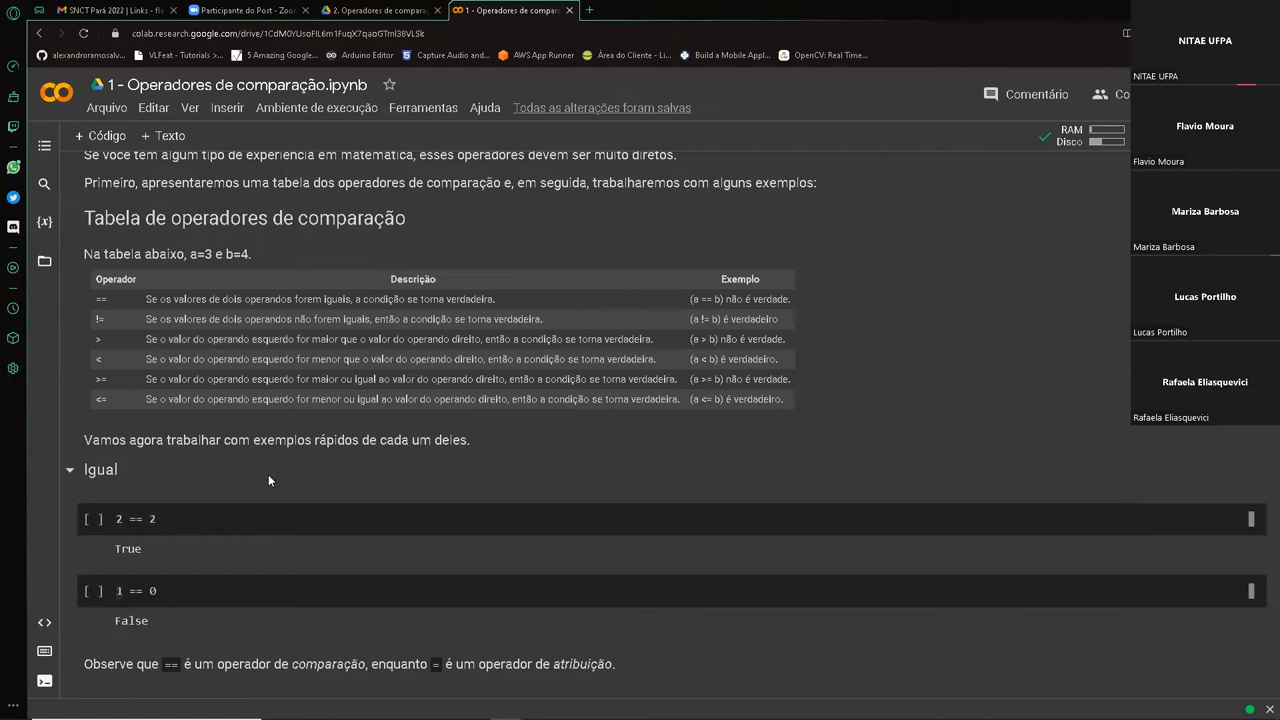 SNCT Pará 2022 | Links - fla
Participante do Post - Zoo
2. Operadores de compara
1 - Operadores de compara
colab.research.google.com/drive/1CdM0YUsoFIL6m1FuqX7qaoGTml38VLSk
alexandroramosalv...
VLFeat - Tutorials >...
5 Amazing Google...
Arduino Editor
Capture Audio and...
AWS App Runner
Área do Cliente - Li...
Build a Mobile Appl...
OpenCV: Real Time...
1 - Operadores de comparação.ipynb
Arquivo Editar Ver Inserir Ambiente de execução Ferramentas Ajuda Todas as alterações foram salvas
Comentário
Co
+ Código + Texto
RAM
Disco
Se você tem algum tipo de experiência em matemática, esses operadores devem ser muito diretos.
Primeiro, apresentaremos uma tabela dos operadores de comparação e, em seguida, trabalharemos com alguns exemplos:
Tabela de operadores de comparação
Na tabela abaixo, a=3 e b=4.
Operador Descrição Exemplo
== Se os valores de dois operandos forem iguais, a condição se torna verdadeira. (a == b) não é verdade.
!= Se os valores de dois operandos não forem iguais, então a condição se torna verdadeira. (a != b) é verdadeiro
> Se o valor do operando esquerdo for maior que o valor do operando direito, então a condição se torna verdadeira. (a > b) não é verdade.
< Se o valor do operando esquerdo for menor que o valor do operando direito, então a condição se torna verdadeira. (a < b) é verdadeiro.
>= Se o valor do operando esquerdo for maior ou igual ao valor do operando direito, então a condição se torna verdadeira. (a >= b) não é verdade.
<= Se o valor do operando esquerdo for menor ou igual ao valor do operando direito, então a condição se torna verdadeira. (a <= b) é verdadeiro.
Vamos agora trabalhar com exemplos rápidos de cada um deles.
Igual
[ ] 2 == 2
True
[ ] 1 == 0
False
Observe que == é um operador de comparação, enquanto = é um operador de atribuição.
NITAE UFPA
NITAE UFPA
Flavio Moura
Flavio Moura
Mariza Barbosa
Mariza Barbosa
Lucas Portilho
Lucas Portilho
Rafaela Eliasquevici
Rafaela Eliasquevici